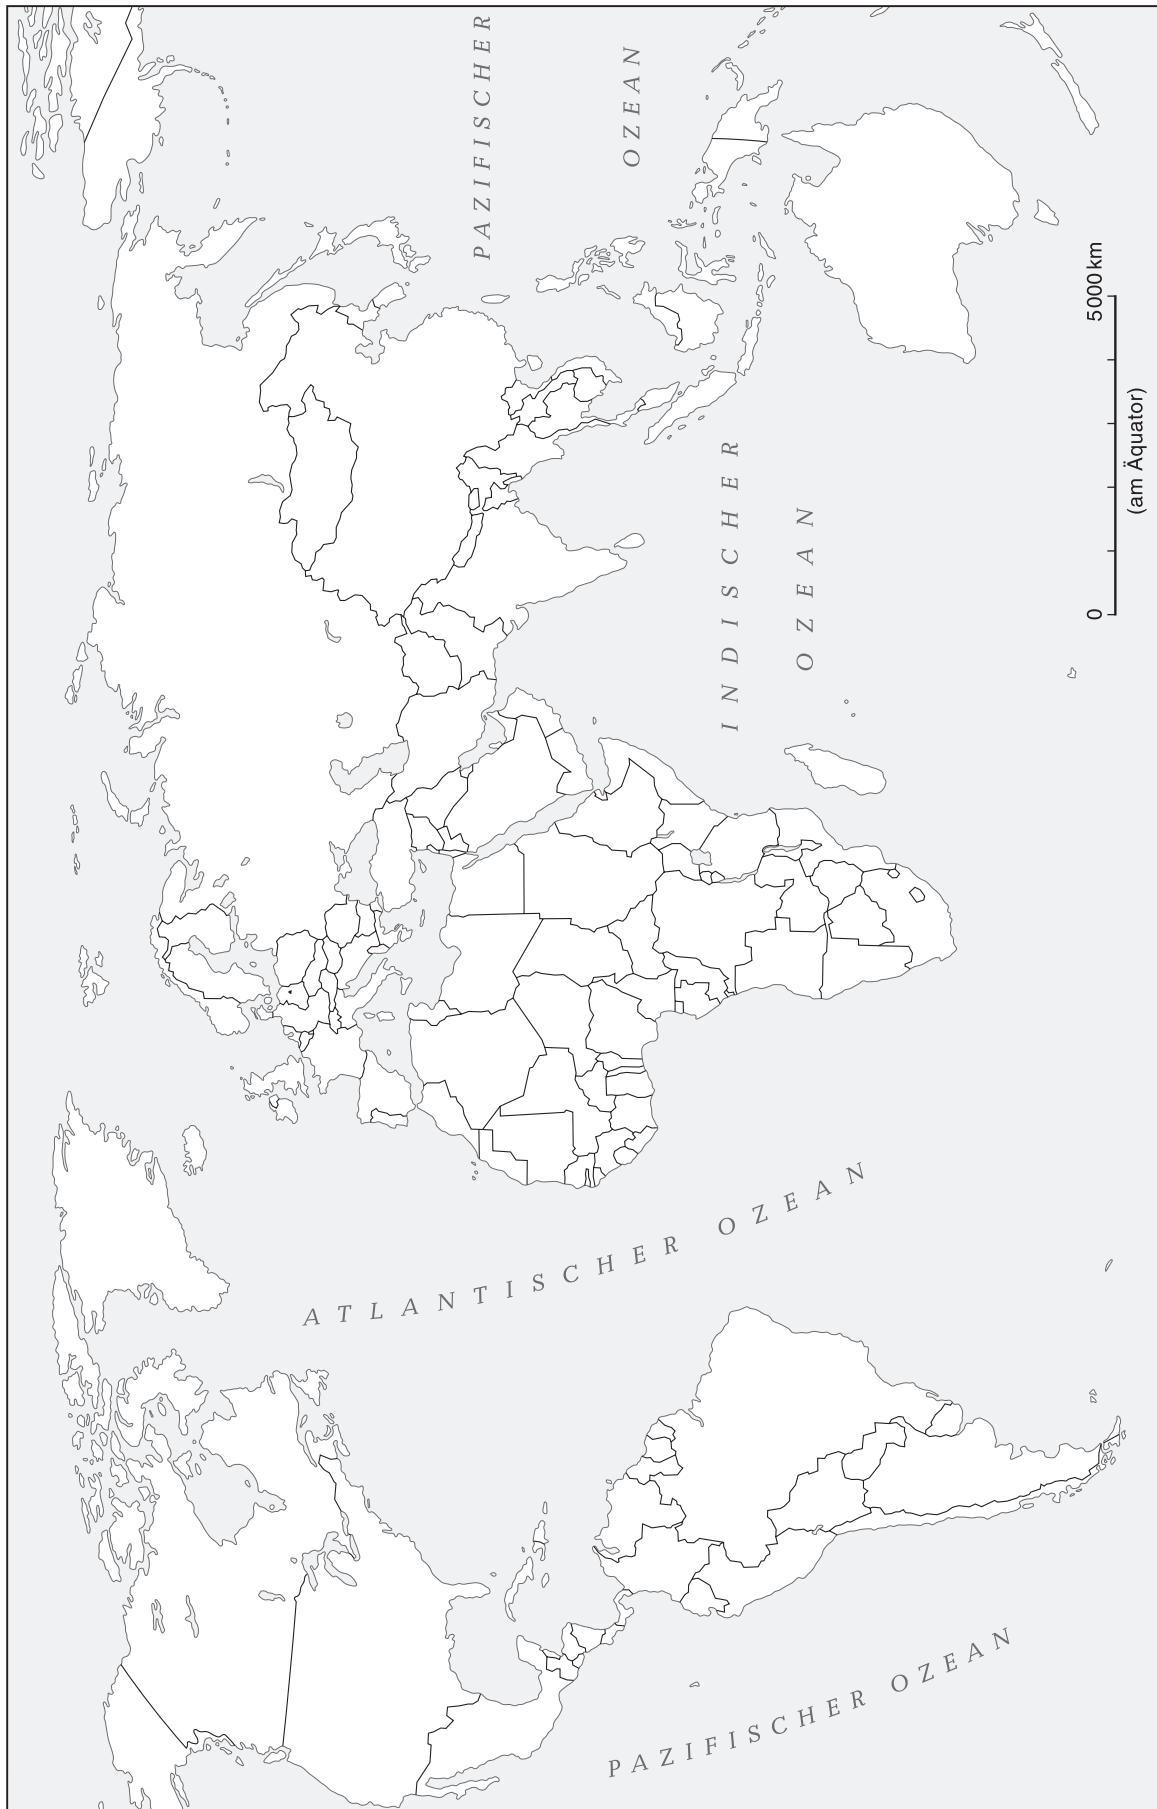 PAZIFISCHER
OZEAN
INDISCHER
OZEAN
ATLANTISCHER OZEAN
PAZIFISCHER OZEAN
0 5000 km
(am Äquator)